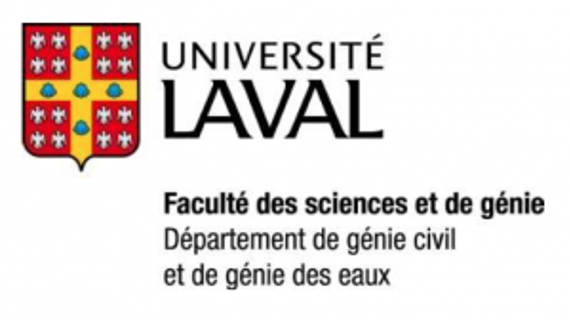 UNIVERSITÉ
LAVAL
Faculté des sciences et de génie
Département de génie civil
et de génie des eaux